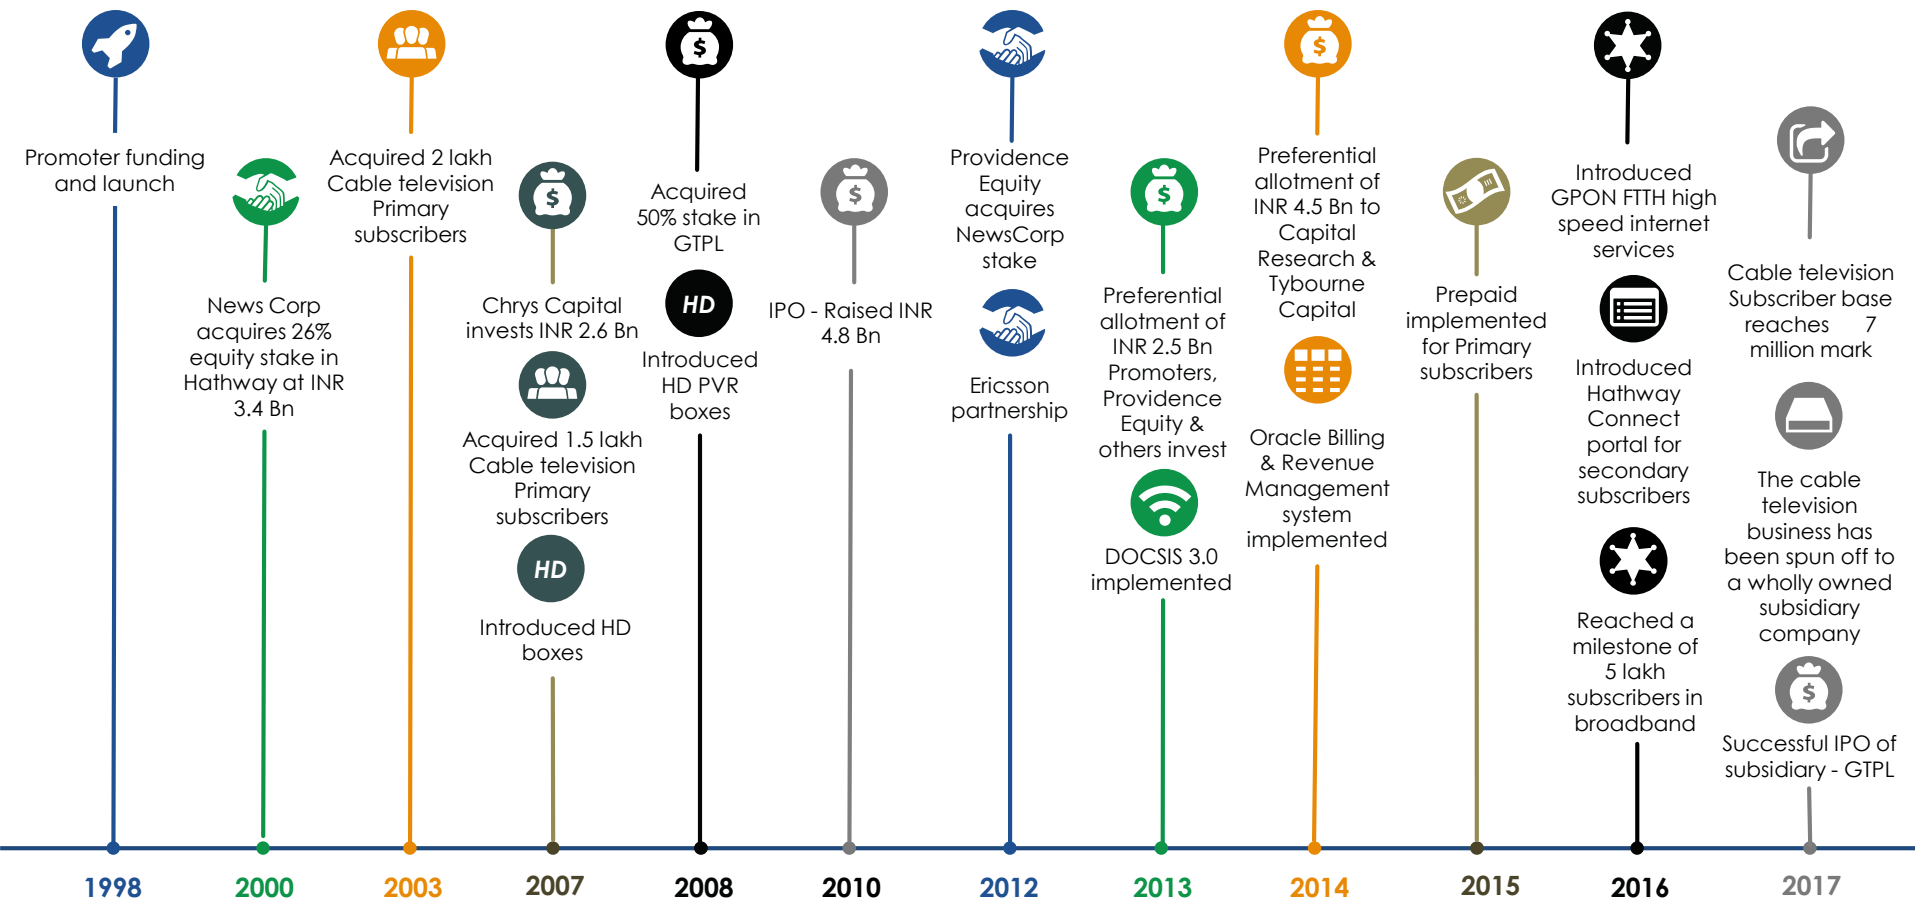 Promoter funding
and launch
1998
News Corp
acquires 26%
equity stake in
Hathway at INR
3.4 Bn
2000
Acquired 2 lakh
Cable television
Primary
subscribers
2003
$
Chrys Capital
invests INR 2.6 Bn
Acquired 1.5 lakh
Cable television
Primary
subscribers
HD
Introduced HD
boxes
2007
$
Acquired
50% stake in
GTPL
HD
Introduced
HD PVR
boxes
2008
$
IPO - Raised INR
4.8 Bn
2010
Providence
Equity
acquires
NewsCorp
stake
Ericsson
partnership
2012
$
Preferential
allotment of
INR 2.5 Bn
Promoters,
Providence
Equity &
others invest
DOCSIS 3.0
implemented
2013
$
Preferential
allotment of
INR 4.5 Bn to
Capital
Research &
Tybourne
Capital
Oracle Billing
& Revenue
Management
system
implemented
2014
Prepaid
implemented
for Primary
subscribers
2015
Introduced
GPON FTTH high
speed internet
services
Introduced
Hathway
Connect
portal for
secondary
subscribers
Reached a
milestone of
5 lakh
subscribers in
broadband
2016
Cable television
Subscriber base
reaches 7
million mark
The cable
television
business has
been spun off to
a wholly owned
subsidiary
company
$
Successful IPO of
subsidiary - GTPL
2017